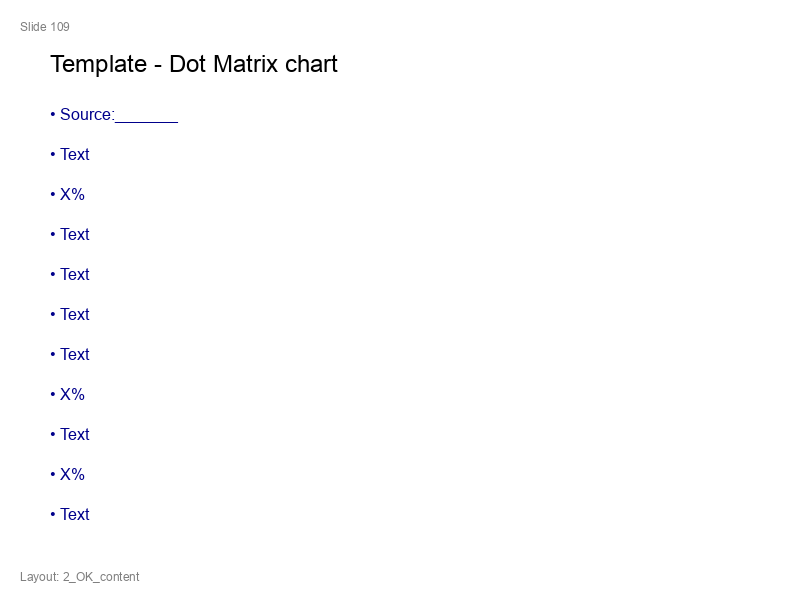 Slide 109
Template - Dot Matrix chart
• Source:_______
• Text
• X%
• Text
• Text
• Text
• Text
• X%
• Text
• X%
• Text
Layout: 2_OK_content